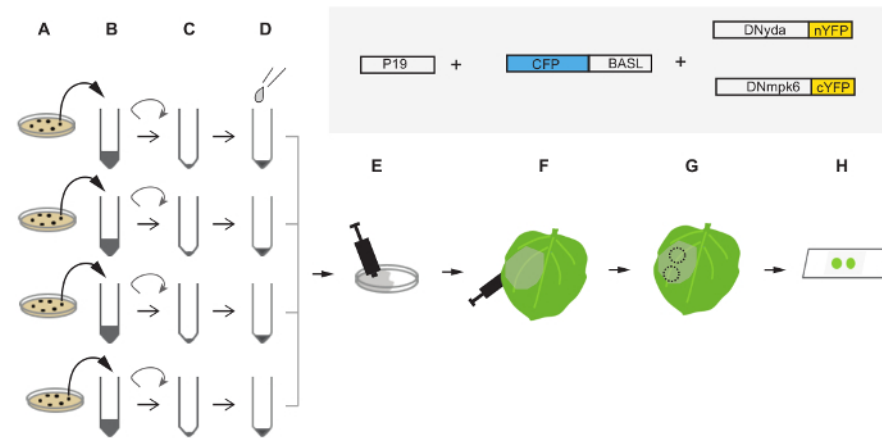 A B C D
DNyda nYFP
P19 + CFP BASL +
DNmpk6 cYFP
E F G H